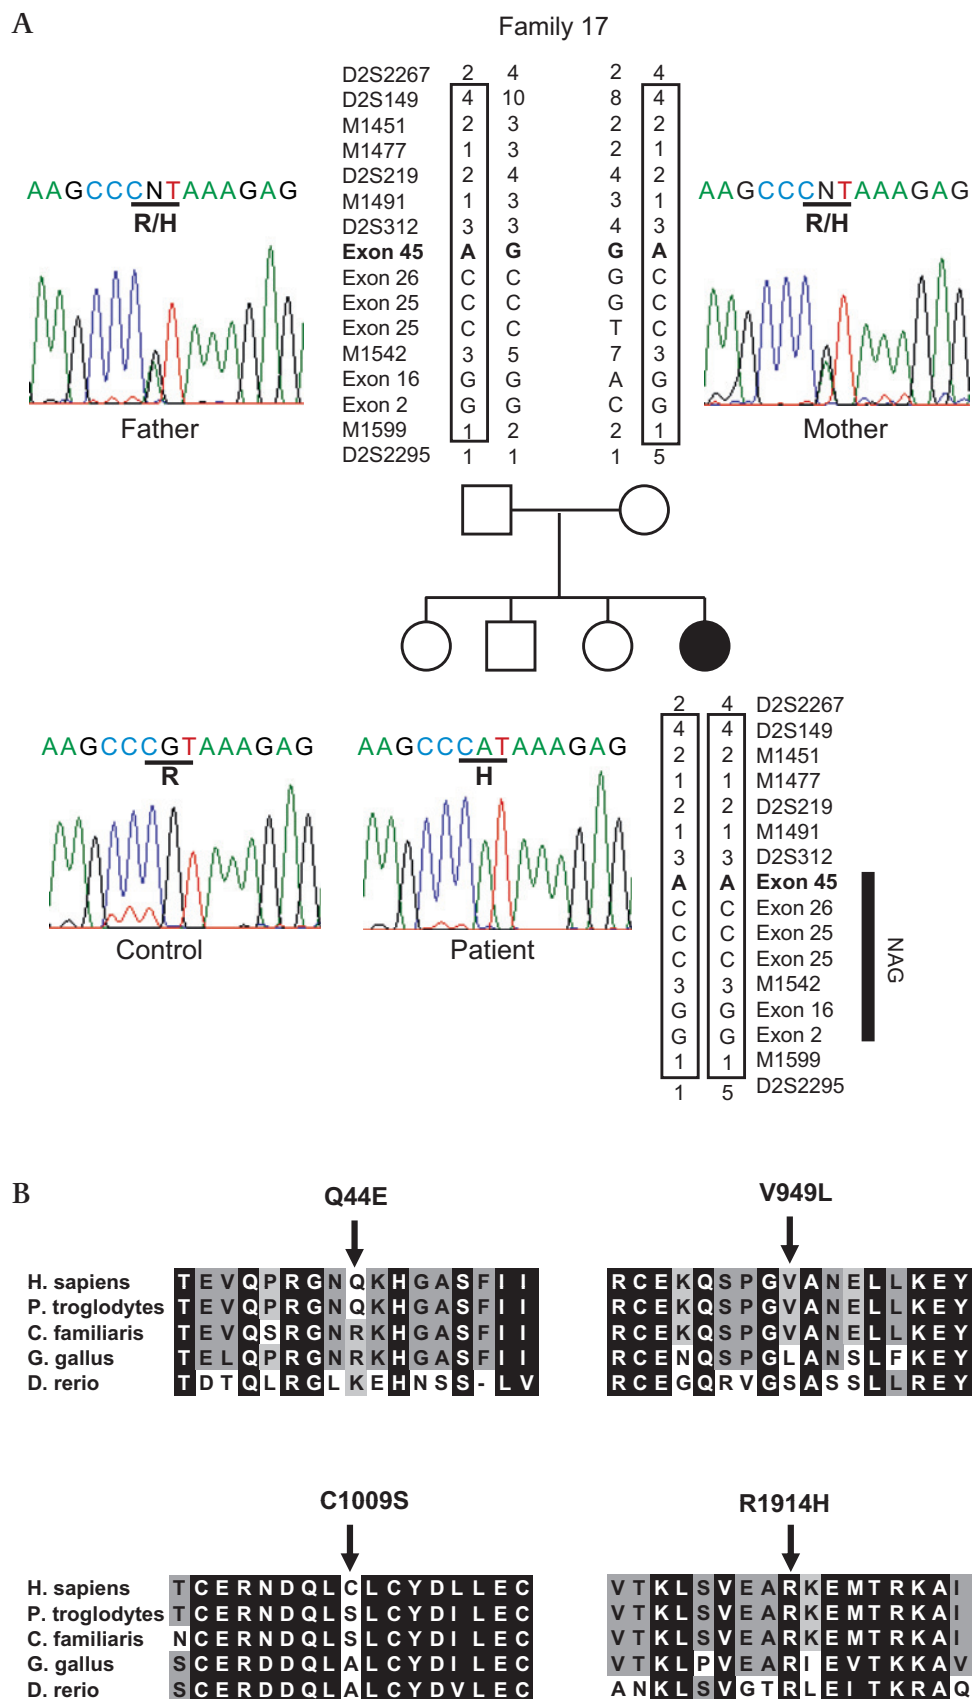 A
Family 17
D2S2267 2 4 2 4
D2S149 4 10 8 4
M1451 2 3 2 2
M1477 1 3 2 1
D2S219 2 4 4 2
M1491 1 3 3 1
D2S312 3 3 4 3
Exon 45 A G G A
Exon 26 C C G C
Exon 25 C C G C
Exon 25 C C T C
M1542 3 5 7 3
Exon 16 G G A G
Exon 2 G G C G
M1599 1 2 2 1
D2S2295 1 1 1 5
AAGCCCNTAAAGAG
R/H
Father
AAGCCCNTAAAGAG
R/H
Mother
AAGCCCGTAAAGAG
R
Control
AAGCCCATAAAGAG
H
Patient
2 4 D2S2267
4 4 D2S149
2 2 M1451
1 1 M1477
2 2 D2S219
1 1 M1491
3 3 D2S312
A A Exon 45
C C Exon 26
C C Exon 25
C C Exon 25
3 3 M1542
G G Exon 16
G G Exon 2
1 1 M1599
1 5 D2S2295
NAG
B
Q44E
H. sapiens TEVQPRGNQKHGASFII
P. troglodytes TEVQPRGNQKHGASFII
C. familiaris TEVQSRGNRKHGASFII
G. gallus TELQPRGNRKHGASFII
D. rerio TDTQLRGLKEHNSS-LV
V949L
RCEKQSPGVANELLKEY
RCEKQSPGVANELLKEY
RCEKQSPGVANELLKEY
RCENQSPGLANSLFKEY
RCEGQRVGSASSLLREY
C1009S
H. sapiens TCERNDQLCLCYDLLEC
P. troglodytes TCERNDQLSLCYDILEC
C. familiaris NCERNDQLSLCYDILEC
G. gallus SCERDDQLALCYDILEC
D. rerio SCERDDQLALCYDVLEC
R1914H
VTKLSVEARKEMTRKAI
VTKLSVEARKEMTRKAI
VTKLSVEARKEMTRKAI
VTKLPVEARIEVTKKAV
ANKLSVGTRLEITKRAQ